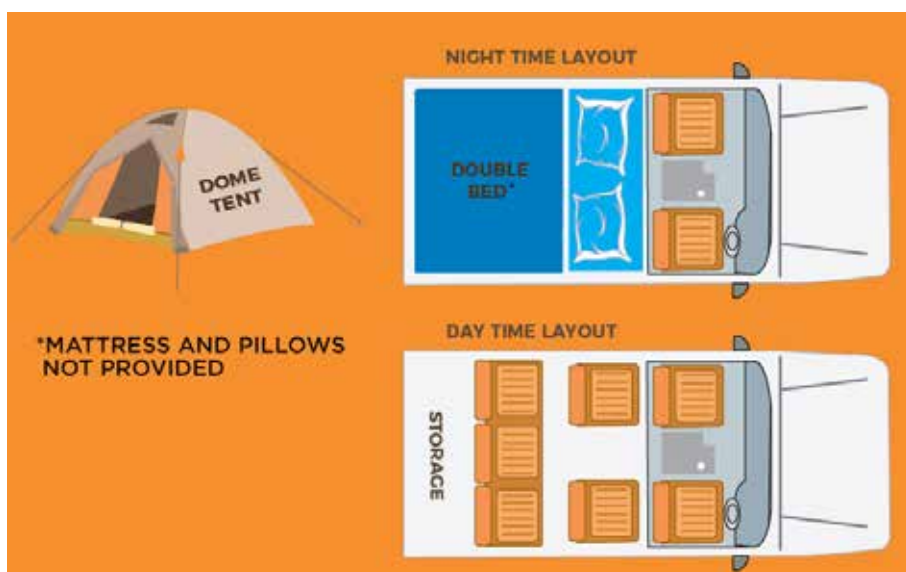 NIGHT TIME LAYOUT
DOME
TENT
DOUBLE
BED*
*MATTRESS AND PILLOWS
NOT PROVIDED
DAY TIME LAYOUT
STORAGE